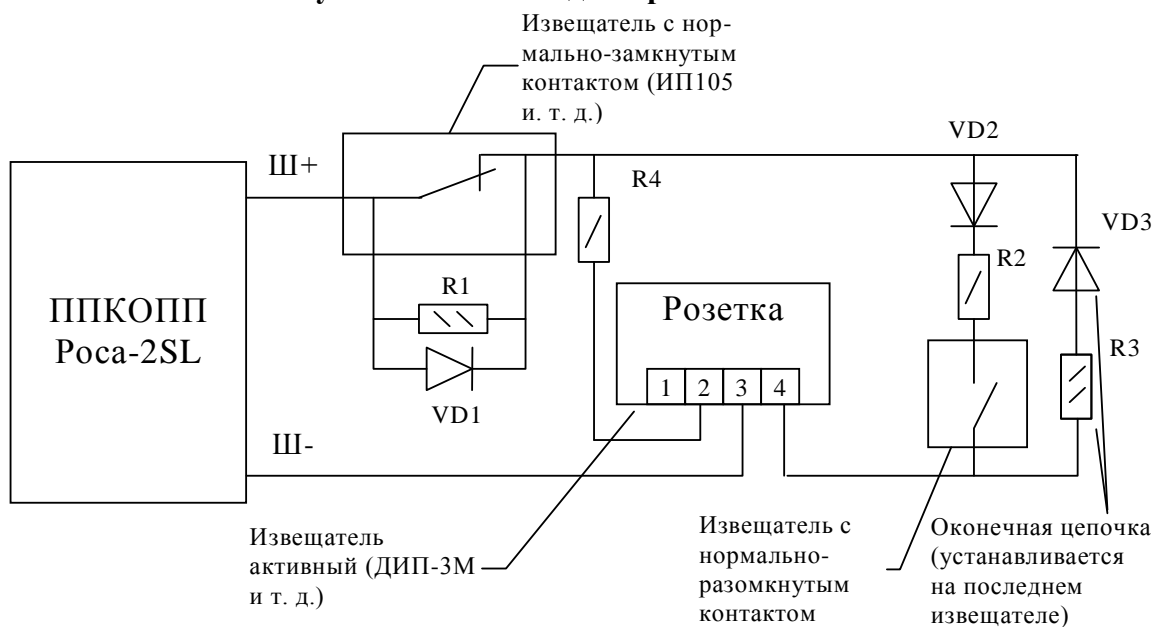 Извещатель с нор-
мально-замкнутым
контактом (ИП105
и. т. д.)
VD2
Ш+
R4
VD3
R1
R2
ППКОПП
Роса-2SL
Розетка
R3
1 2 3 4
VD1
Ш-
Извещатель
активный (ДИП-3М
и т. д.)
Извещатель с
нормально-
разомкнутым
контактом
Оконечная цепочка
(устанавливается
на последнем
извещателе)